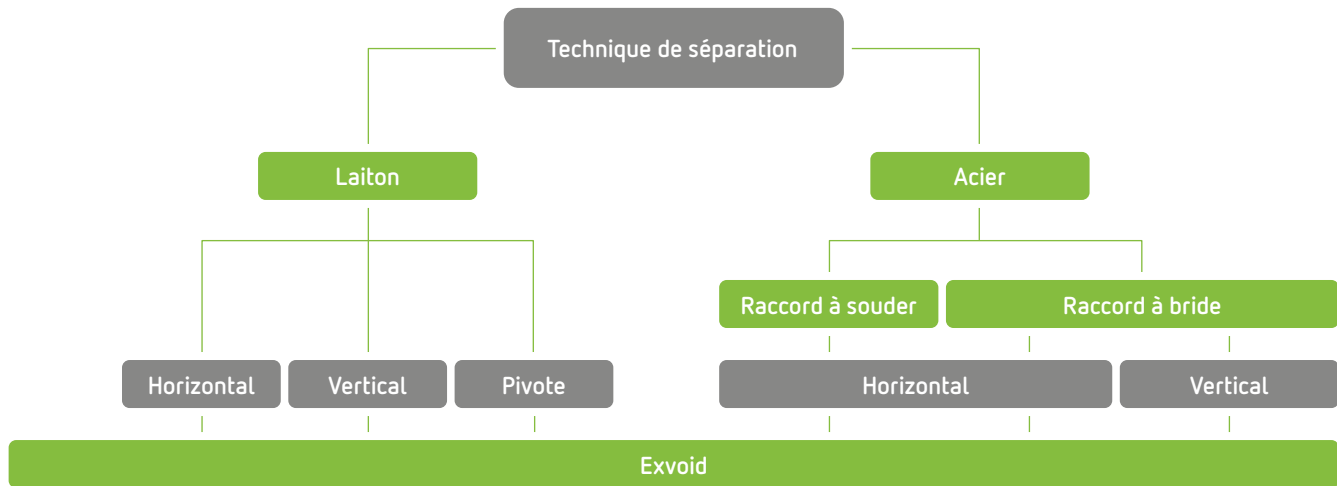 Technique de séparation
Laiton
Acier
Raccord à souder
Raccord à bride
Horizontal
Vertical
Pivote
Horizontal
Vertical
Exvoid